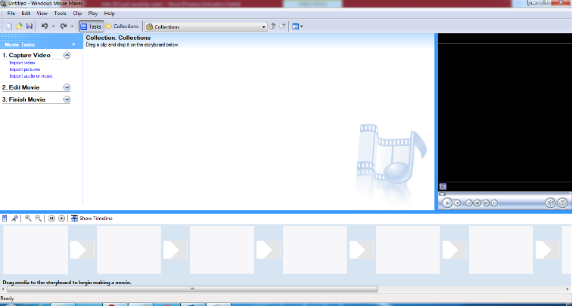 Untitled - Windows Movie Maker
File Edit View Tools Clip Play Help
Tasks Collections Collections
Movie Tasks
1. Capture Video
Import video
Import pictures
Import audio or music
2. Edit Movie
3. Finish Movie
Collection: Collections
Drag a clip and drop it on the storyboard below
Show Timeline
Drag media to the storyboard to begin making a movie.
Ready